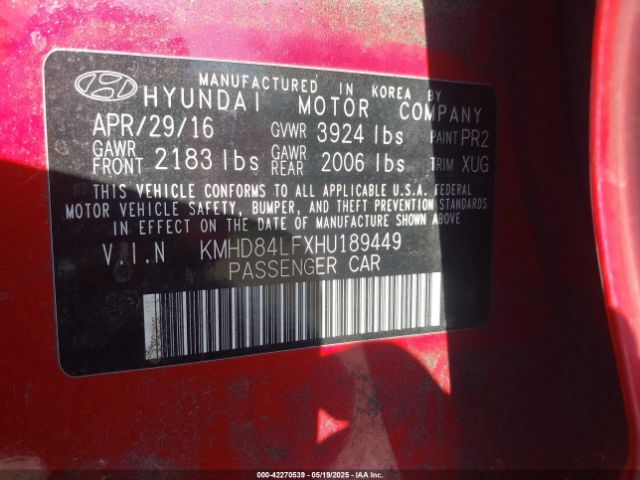 MANUFACTURED IN KOREA BY
HYUNDAI MOTOR COMPANY
APR/29/16 GVWR 3924 lbs PAINT PR2
GAWR FRONT 2183 lbs GAWR REAR 2006 lbs TRIM XUG
THIS VEHICLE CONFORMS TO ALL APPLICABLE U.S.A. FEDERAL
MOTOR VEHICLE SAFETY, BUMPER, AND THEFT PREVENTION STANDARDS
IN EFFECT ON THE DATE OF MANUFACTURE SHOWN ABOVE
V.I.N KMHD84LFXHU189449
PASSENGER CAR
000-42270539 - 05/19/2025 - IAA Inc.